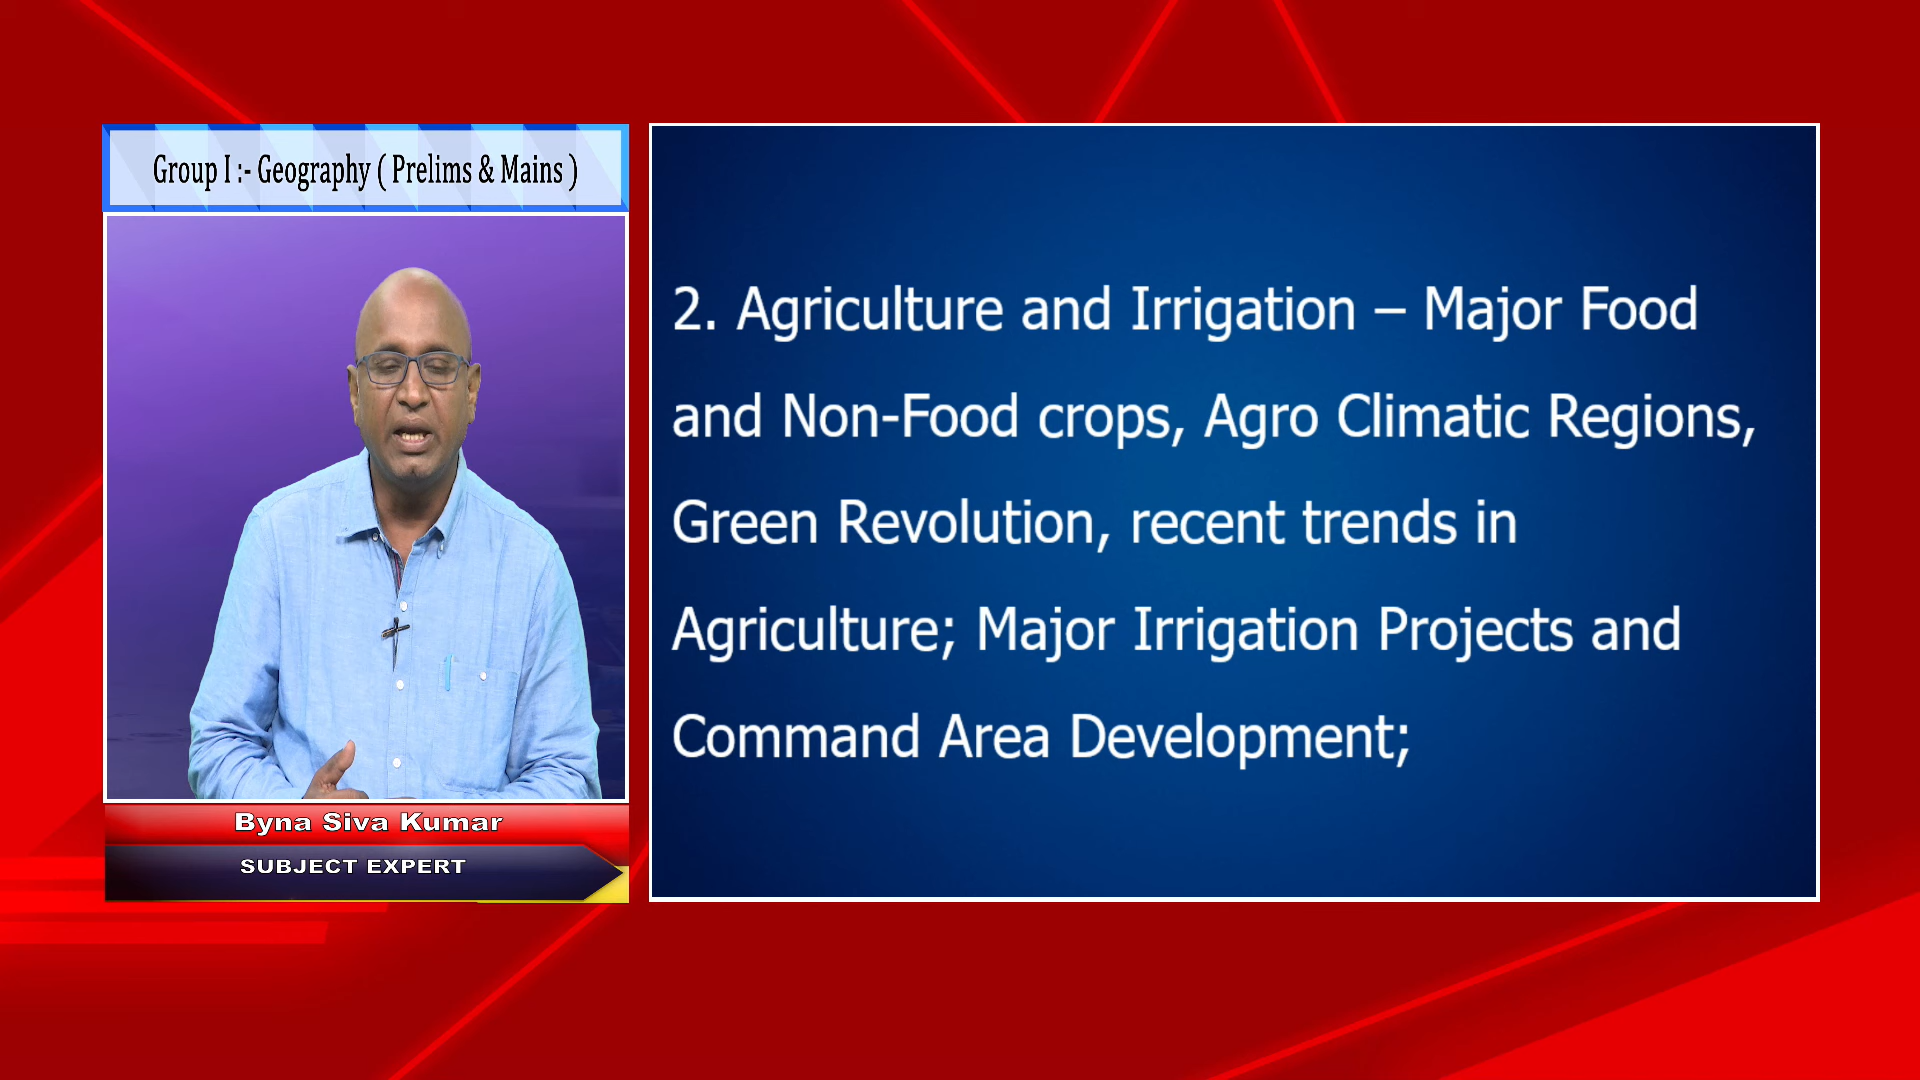 Group I :- Geography ( Prelims & Mains )
2. Agriculture and Irrigation – Major Food
and Non-Food crops, Agro Climatic Regions,
Green Revolution, recent trends in
Agriculture; Major Irrigation Projects and
Command Area Development;
Byna Siva Kumar
SUBJECT EXPERT